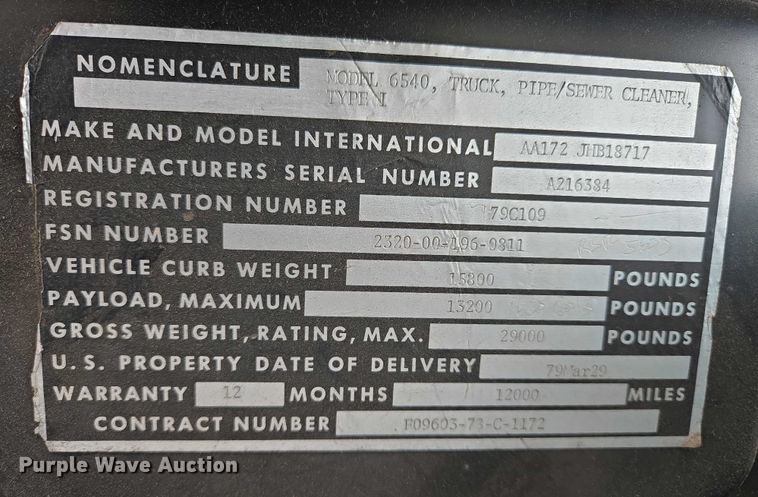 NOMENCLATURE MODEL 6540, TRUCK, PIPE/SEWER CLEANER,
TYPE I
MAKE AND MODEL INTERNATIONAL AA172 JHB18717
MANUFACTURERS SERIAL NUMBER A216384
REGISTRATION NUMBER 79C109
FSN NUMBER 2320-00-196-0811
VEHICLE CURB WEIGHT 15800 POUNDS
PAYLOAD, MAXIMUM 13200 POUNDS
GROSS WEIGHT, RATING, MAX. 29000 POUNDS
U.S. PROPERTY DATE OF DELIVERY 79Mar29
WARRANTY 12 MONTHS 12000 MILES
CONTRACT NUMBER F09603-73-C-1172
Purple Wave Auction